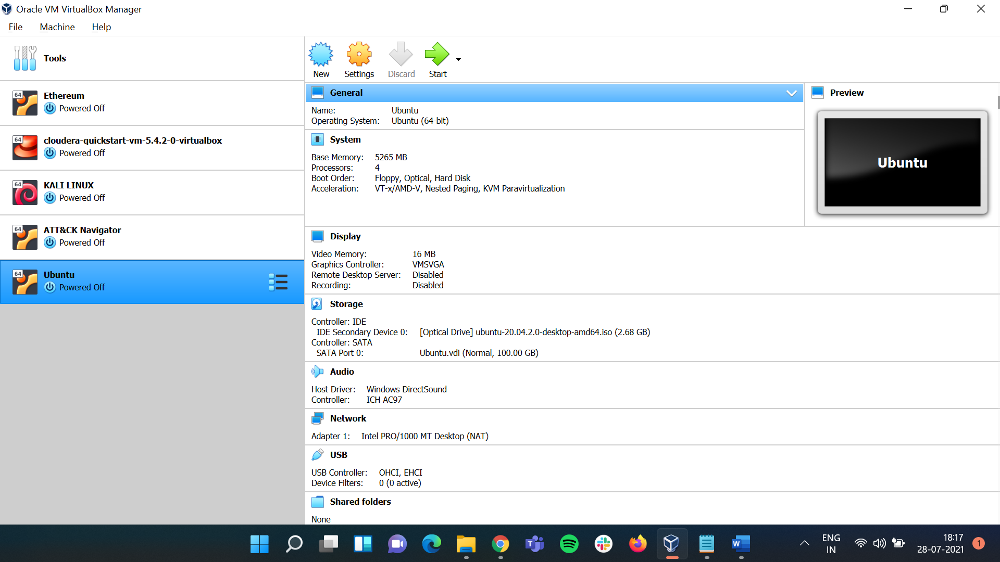 Oracle VM VirtualBox Manager
File Machine Help
Tools
New Settings Discard Start
64
Ethereum
Powered Off
64
cloudera-quickstart-vm-5.4.2-0-virtualbox
Powered Off
64
KALI LINUX
Powered Off
64
ATT&CK Navigator
Powered Off
64
Ubuntu
Powered Off
General
Name: Ubuntu
Operating System: Ubuntu (64-bit)
Preview
Ubuntu
System
Base Memory: 5265 MB
Processors: 4
Boot Order: Floppy, Optical, Hard Disk
Acceleration: VT-x/AMD-V, Nested Paging, KVM Paravirtualization
Display
Video Memory: 16 MB
Graphics Controller: VMSVGA
Remote Desktop Server: Disabled
Recording: Disabled
Storage
Controller: IDE
IDE Secondary Device 0: [Optical Drive] ubuntu-20.04.2.0-desktop-amd64.iso (2.68 GB)
Controller: SATA
SATA Port 0: Ubuntu.vdi (Normal, 100.00 GB)
Audio
Host Driver: Windows DirectSound
Controller: ICH AC97
Network
Adapter 1: Intel PRO/1000 MT Desktop (NAT)
USB
USB Controller: OHCI, EHCI
Device Filters: 0 (0 active)
Shared folders
None
T
W
ENG
IN
18:17
28-07-2021
1